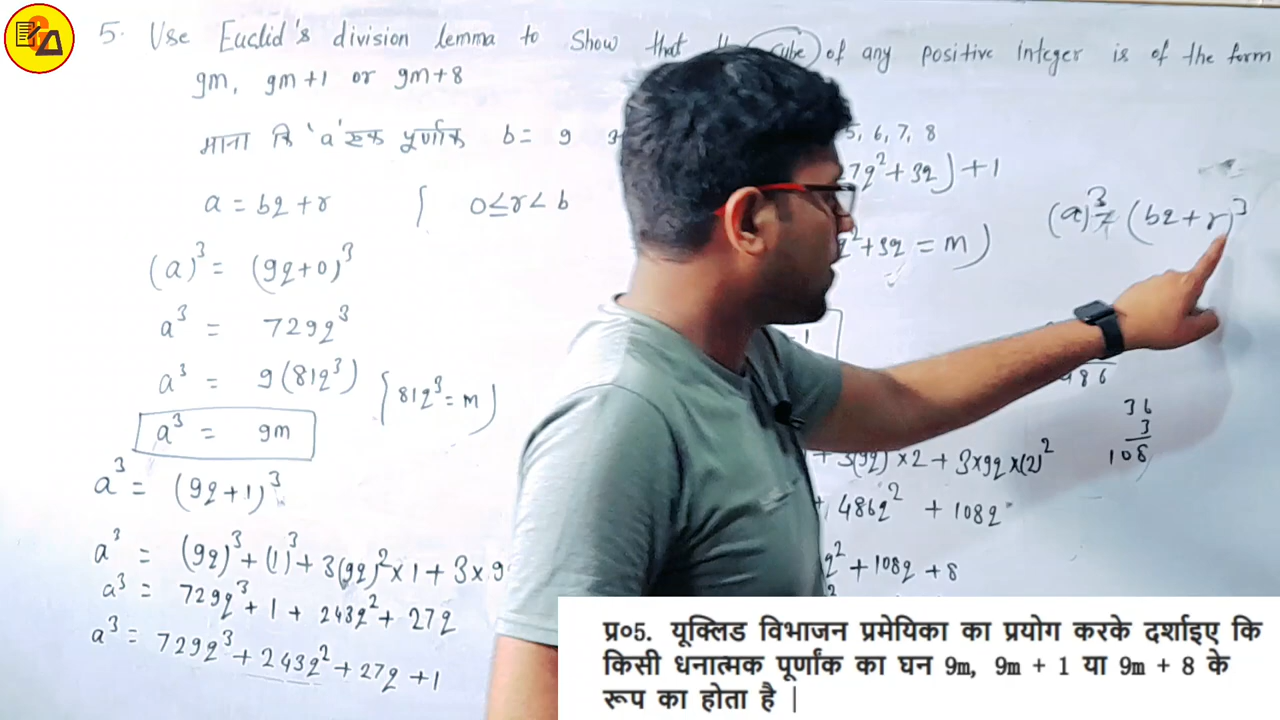 5. Use Euclid's division lemma to Show that cube of any positive Integer is of the form
9m, 9m+1 or 9m+8
माना कि 'a' एक पूर्णांक b= 9
5, 6, 7, 8
a = bq+r 0≤r< b
(a)³ = (9q+0)³
a³ = 729q³
a³ = 9(81q³) [81q³=m)
a³ = 9m
a³ = (9q+1)³
a³ = (9q)³+(1)³+3(9q)²×1+3×9
a³ = 729q³+1+243q²+27q
a³ = 729q³+243q²+27q+1
7q²+3q)+1
q²+3q = m)
+ 3(9q)×2+3×9q×(2)²
+ 486q² +108q
q²+108q+8
(a)³= (bq+r)³
486
36
3
108
प्र०5. यूक्लिड विभाजन प्रमेयिका का प्रयोग करके दर्शाइए कि
किसी धनात्मक पूर्णांक का घन 9m, 9m + 1 या 9m + 8 के
रूप का होता है |